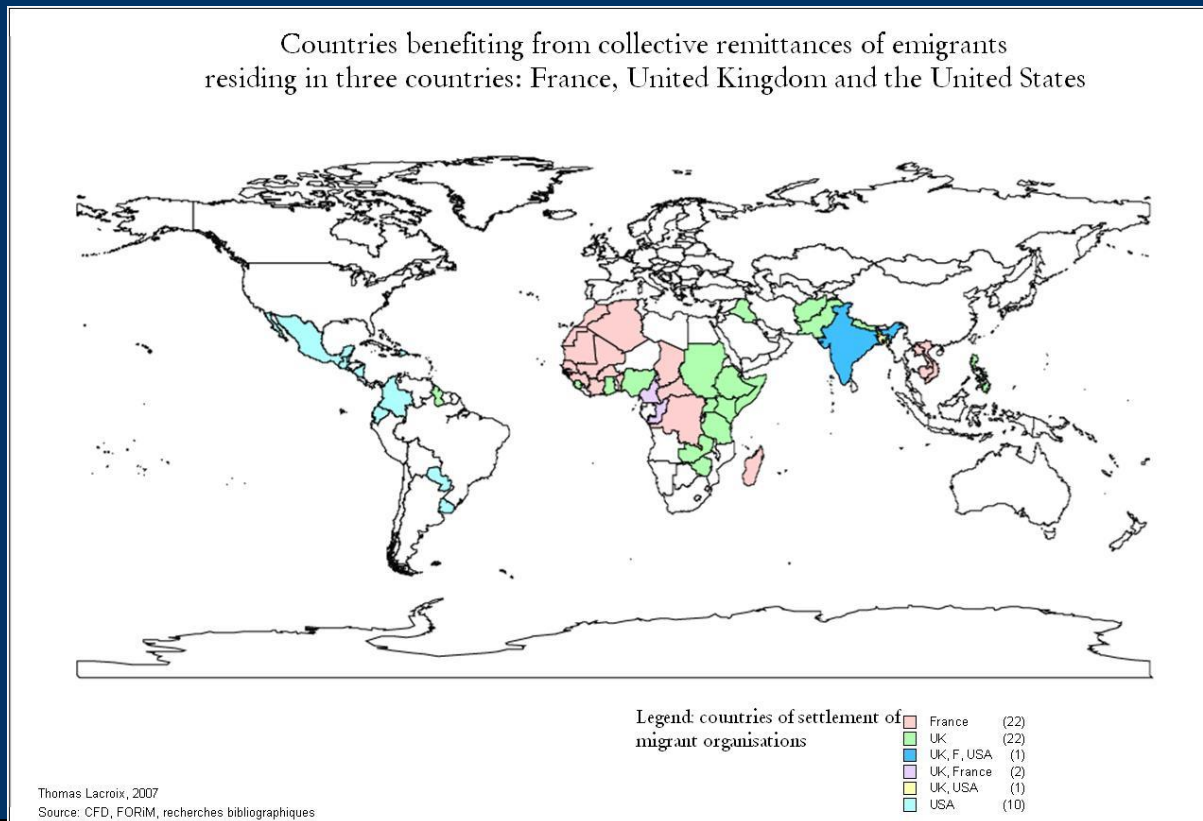 Countries benefiting from collective remittances of emigrants
residing in three countries: France, United Kingdom and the United States
Legend: countries of settlement of
migrant organisations
France (22)
UK (22)
UK, F, USA (1)
UK, France (2)
UK, USA (1)
USA (10)
Thomas Lacroix, 2007
Source: CFD, FORiM, recherches bibliographiques